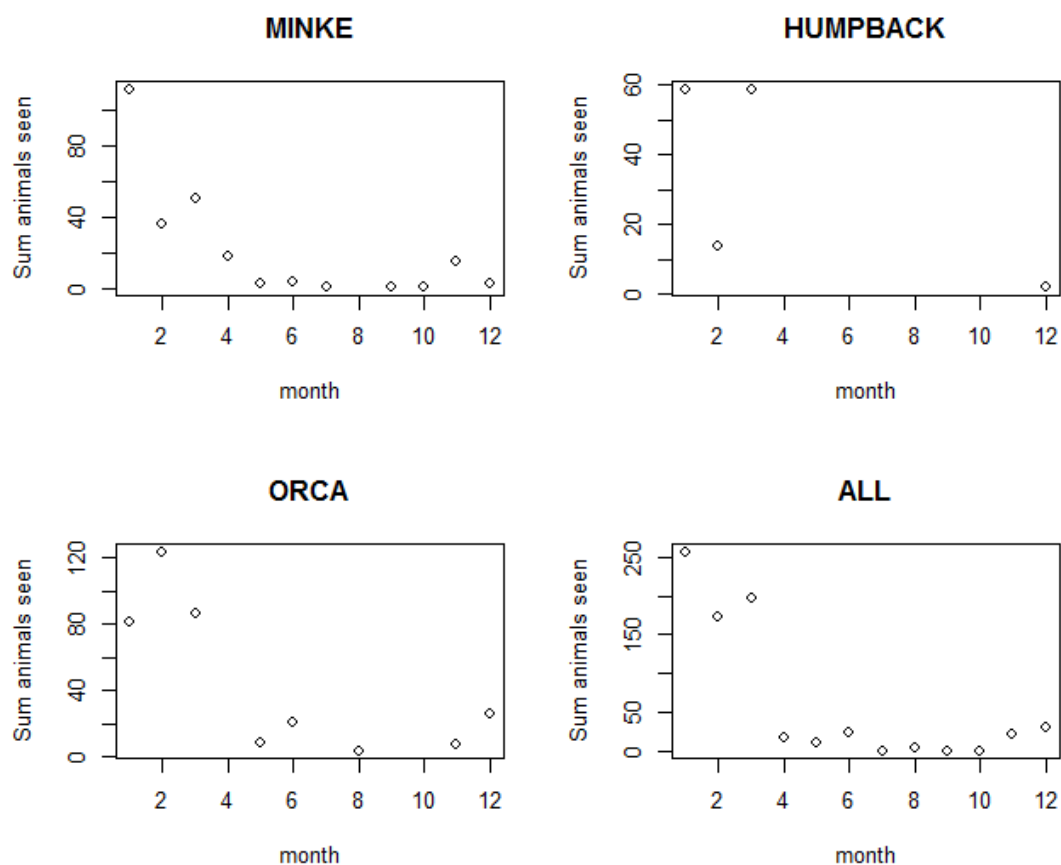 MINKE
Sum animals seen
0 40 80
2 4 6 8 10 12
month
HUMPBACK
Sum animals seen
0 20 40 60
2 4 6 8 10 12
month
ORCA
Sum animals seen
0 40 80 120
2 4 6 8 10 12
month
ALL
Sum animals seen
0 50 150 250
2 4 6 8 10 12
month